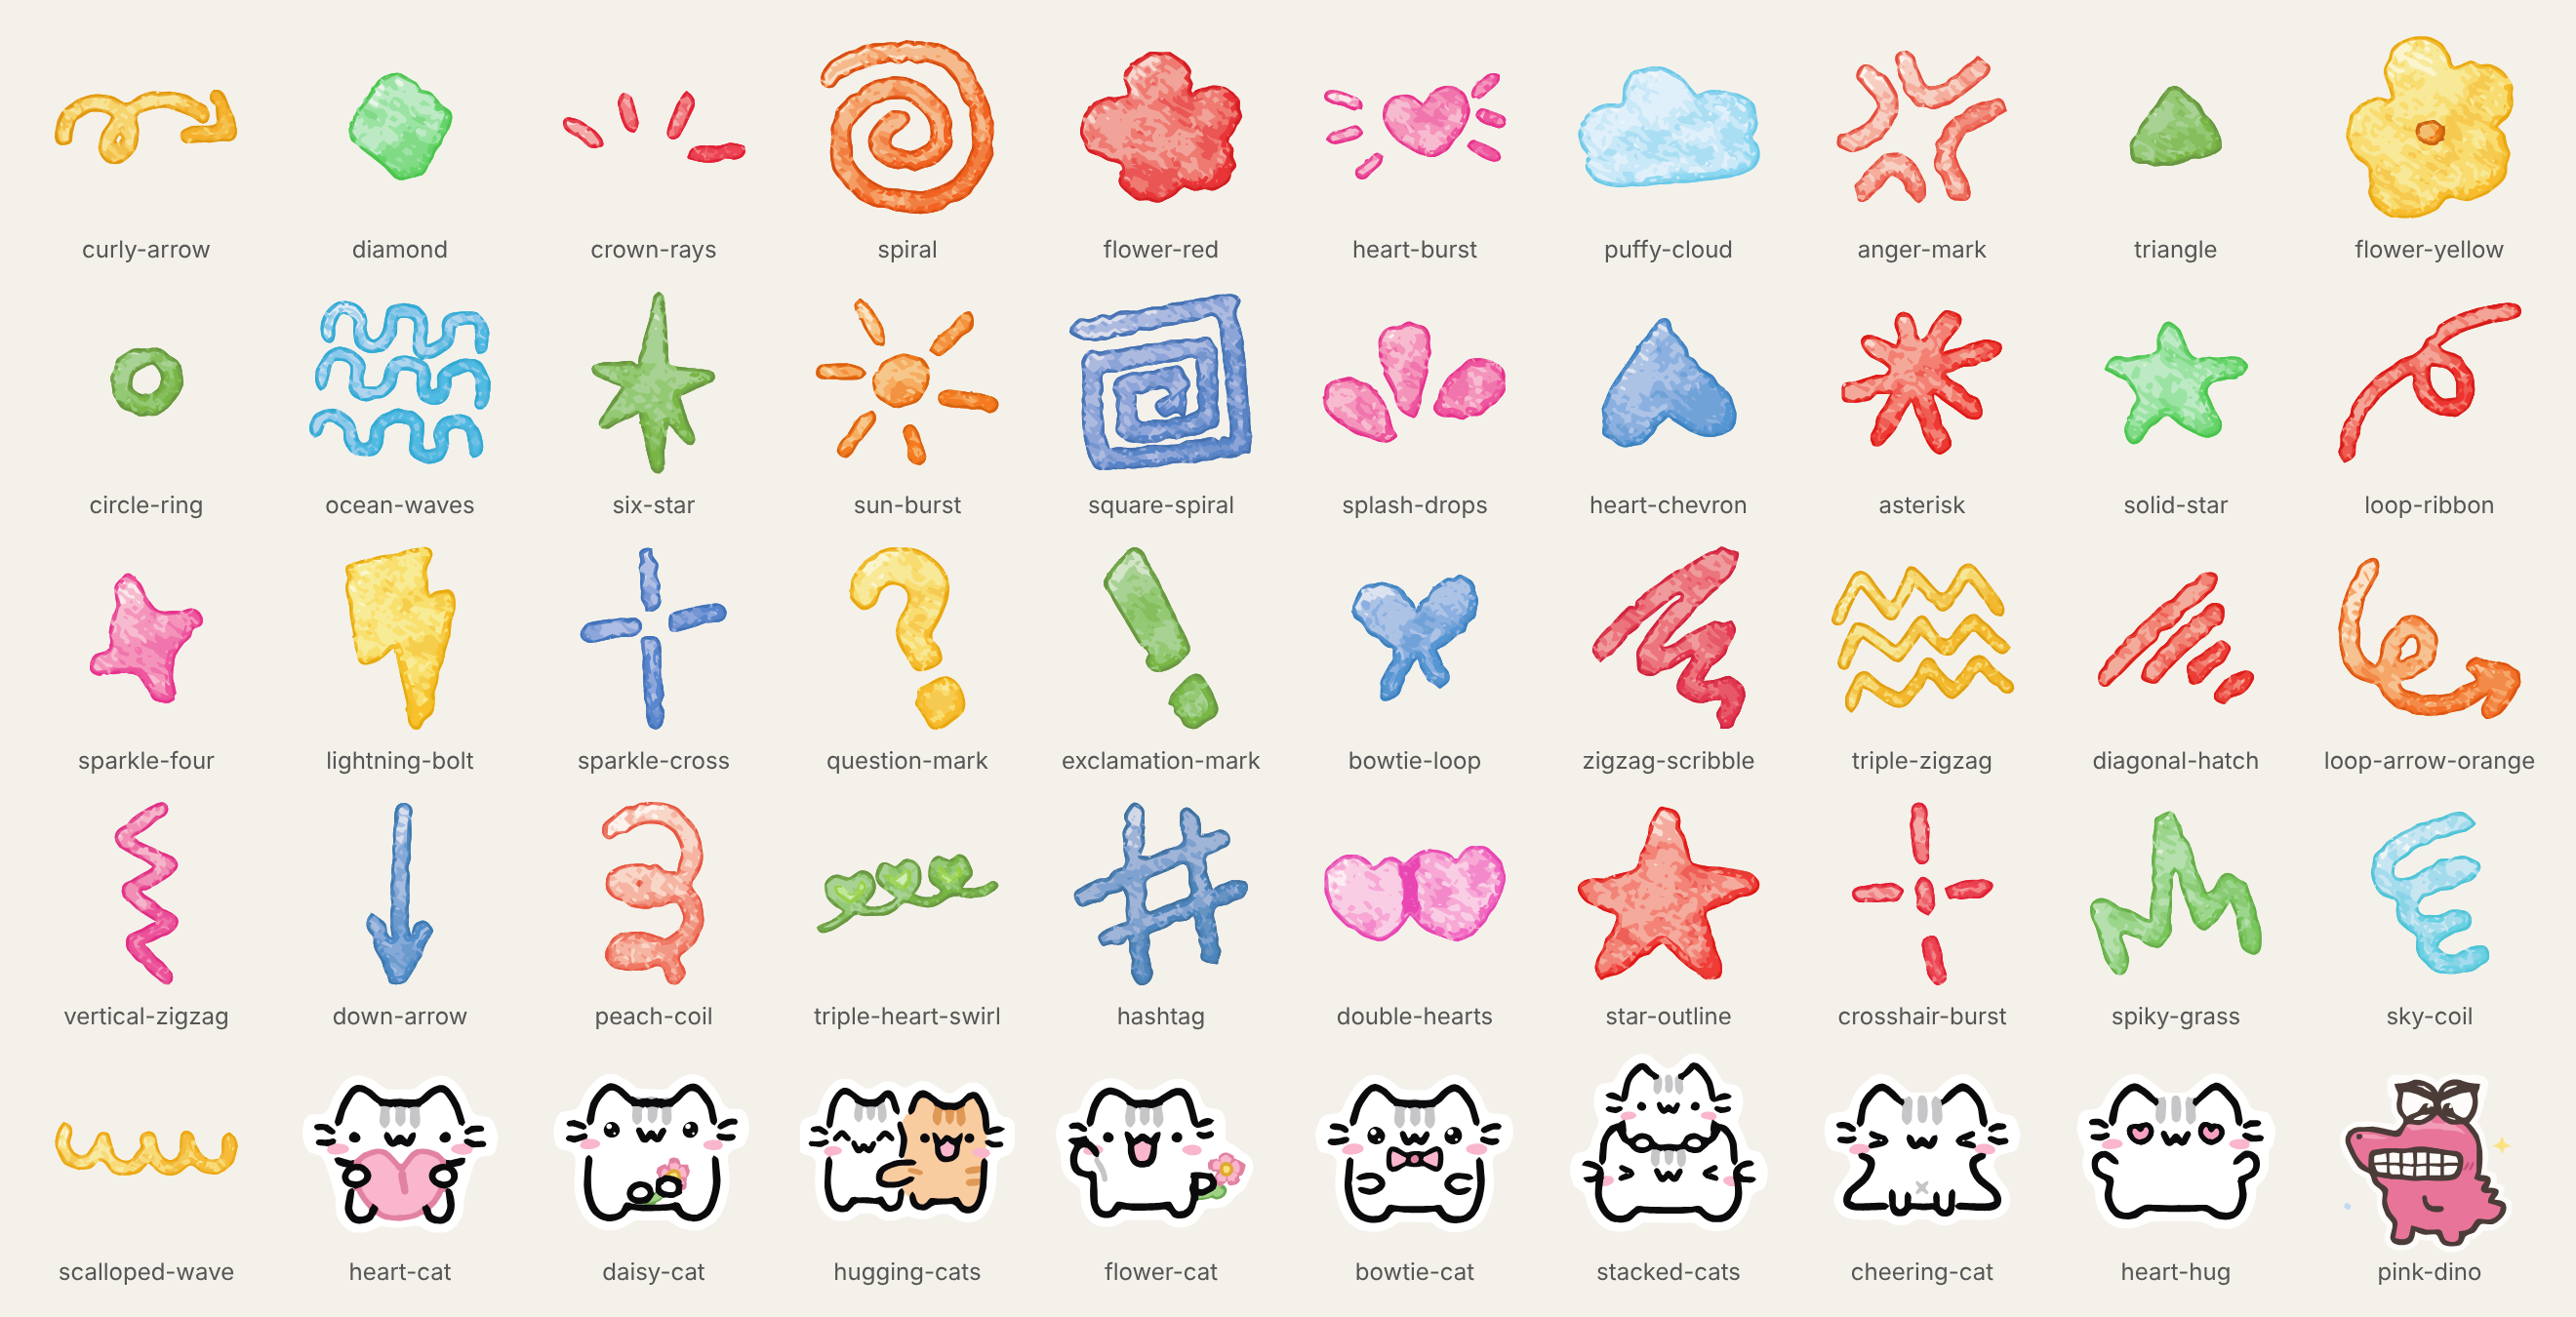 curly-arrow diamond crown-rays spiral flower-red heart-burst puffy-cloud anger-mark triangle flower-yellow
circle-ring ocean-waves six-star sun-burst square-spiral splash-drops heart-chevron asterisk solid-star loop-ribbon
sparkle-four lightning-bolt sparkle-cross question-mark exclamation-mark bowtie-loop zigzag-scribble triple-zigzag diagonal-hatch loop-arrow-orange
vertical-zigzag down-arrow peach-coil triple-heart-swirl hashtag double-hearts star-outline crosshair-burst spiky-grass sky-coil
scalloped-wave heart-cat daisy-cat hugging-cats flower-cat bowtie-cat stacked-cats cheering-cat heart-hug pink-dino